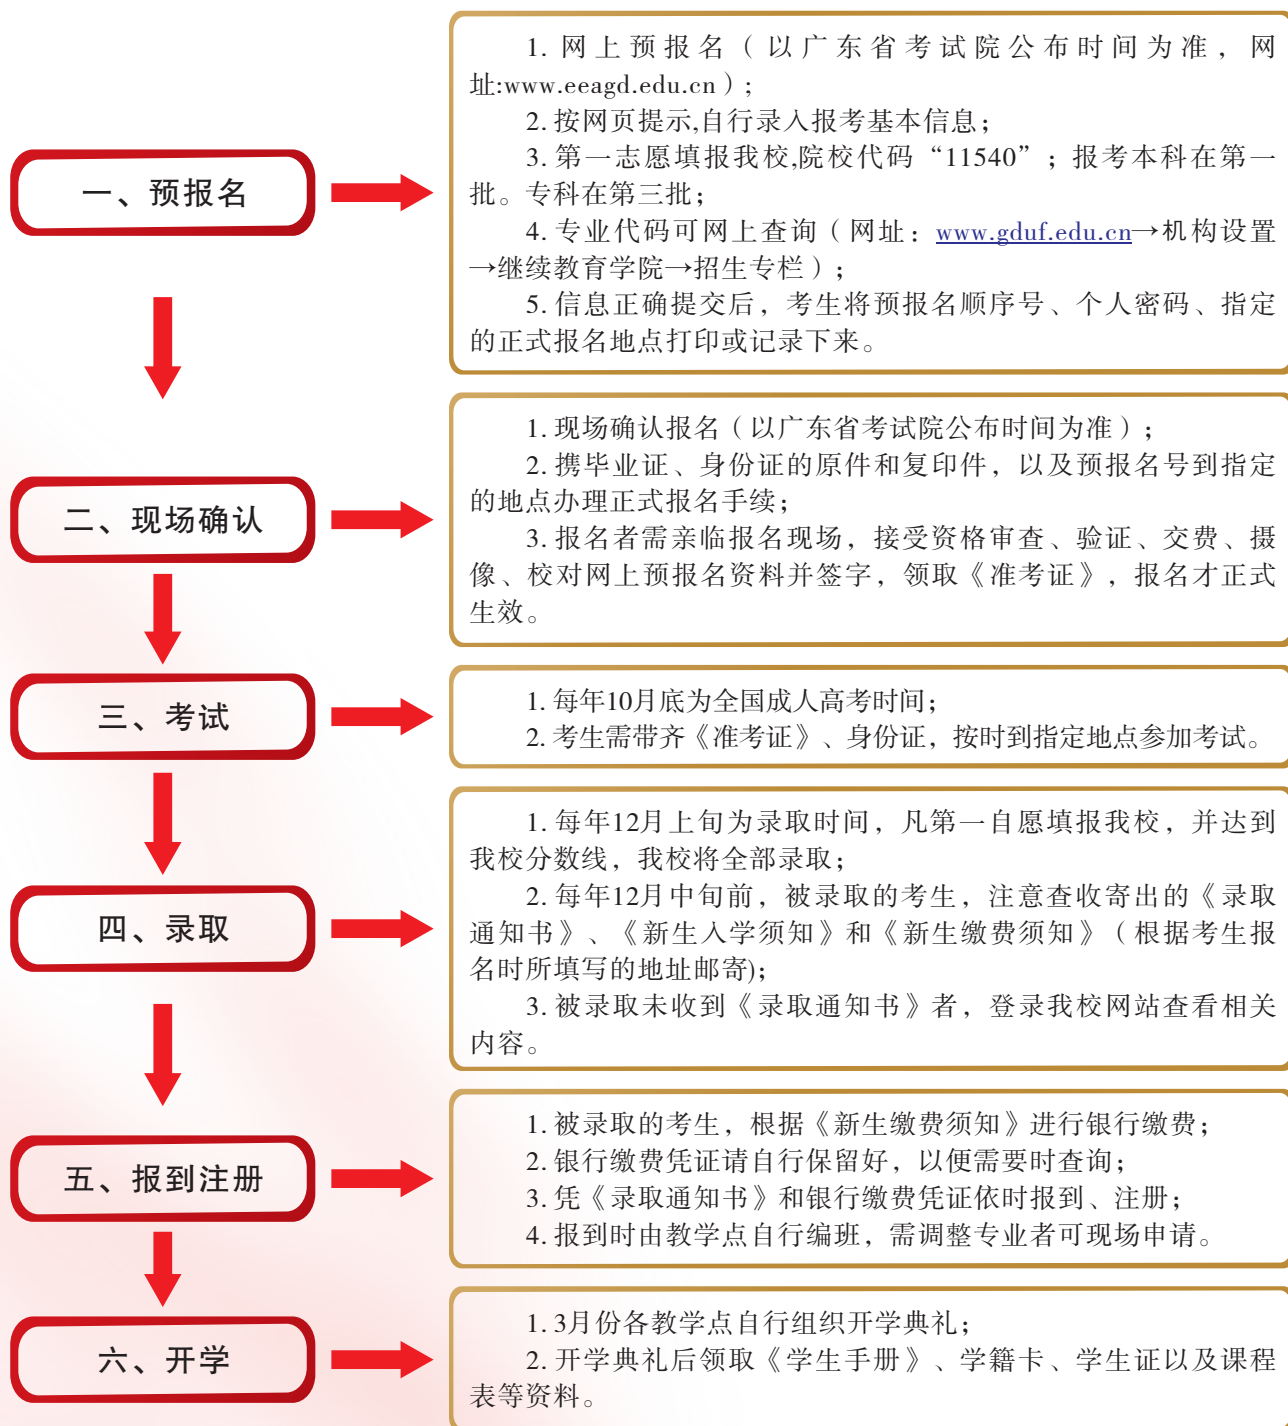 一、预报名
1. 网上预报名（以广东省考试院公布时间为准，网
址:www.eeagd.edu.cn）;
2. 按网页提示,自行录入报考基本信息；
3. 第一志愿填报我校,院校代码“11540”；报考本科在第一
批。专科在第三批；
4. 专业代码可网上查询（网址：www.gduf.edu.cn→机构设置
→继续教育学院→招生专栏）；
5. 信息正确提交后，考生将预报名顺序号、个人密码、指定
的正式报名地点打印或记录下来。
二、现场确认
1. 现场确认报名（以广东省考试院公布时间为准）；
2. 携毕业证、身份证的原件和复印件，以及预报名号到指定
的地点办理正式报名手续；
3. 报名者需亲临报名现场，接受资格审查、验证、交费、摄
像、校对网上预报名资料并签字，领取《准考证》，报名才正式
生效。
三、考试
1. 每年10月底为全国成人高考时间；
2. 考生需带齐《准考证》、身份证，按时到指定地点参加考试。
四、录取
1. 每年12月上旬为录取时间，凡第一自愿填报我校，并达到
我校分数线，我校将全部录取；
2. 每年12月中旬前，被录取的考生，注意查收寄出的《录取
通知书》、《新生入学须知》和《新生缴费须知》（根据考生报
名时所填写的地址邮寄)；
3. 被录取未收到《录取通知书》者，登录我校网站查看相关
内容。
五、报到注册
1. 被录取的考生，根据《新生缴费须知》进行银行缴费；
2. 银行缴费凭证请自行保留好，以便需要时查询；
3. 凭《录取通知书》和银行缴费凭证依时报到、注册；
4. 报到时由教学点自行编班，需调整专业者可现场申请。
六、开学
1. 3月份各教学点自行组织开学典礼；
2. 开学典礼后领取《学生手册》、学籍卡、学生证以及课程
表等资料。